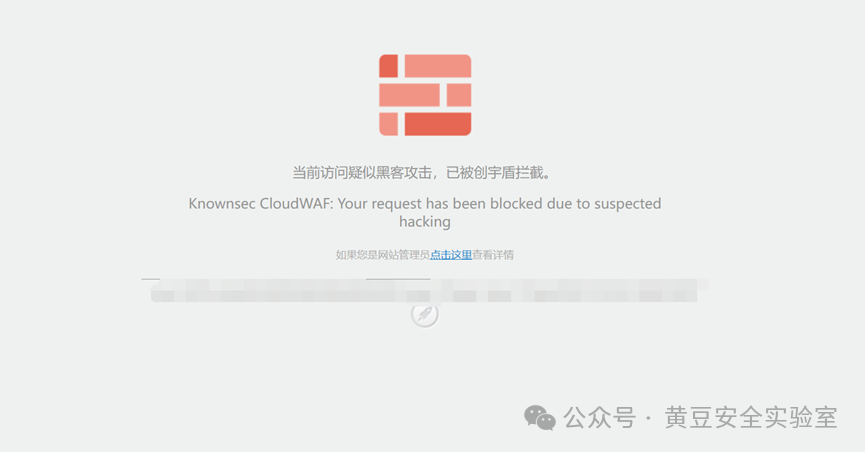 当前访问疑似黑客攻击，已被创宇盾拦截。
Knownsec CloudWAF: Your request has been blocked due to suspected
hacking
如果您是网站管理员点击这里查看详情
公众号 · 黄豆安全实验室